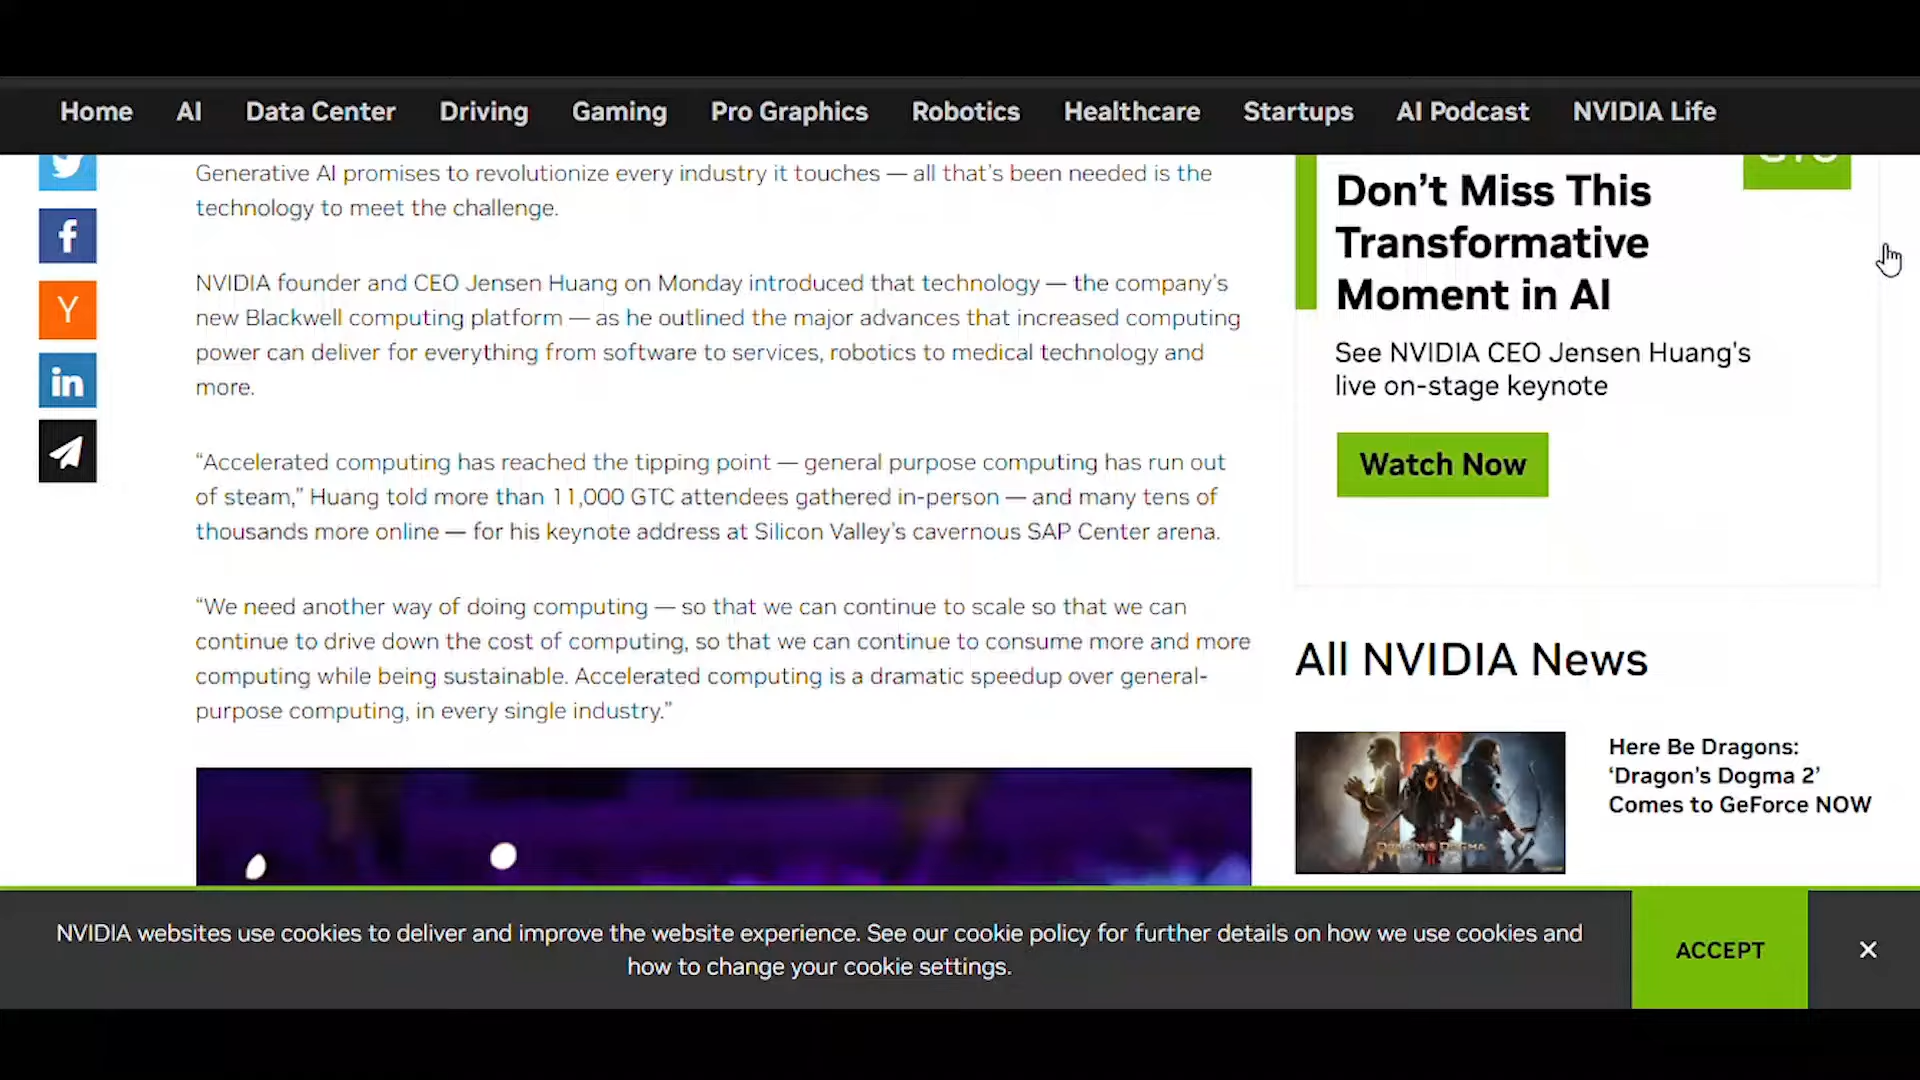 Home AI Data Center Driving Gaming Pro Graphics Robotics Healthcare Startups AI Podcast NVIDIA Life
Generative AI promises to revolutionize every industry it touches — all that’s been needed is the
technology to meet the challenge.
NVIDIA founder and CEO Jensen Huang on Monday introduced that technology — the company’s
new Blackwell computing platform — as he outlined the major advances that increased computing
power can deliver for everything from software to services, robotics to medical technology and
more.
“Accelerated computing has reached the tipping point — general purpose computing has run out
of steam,” Huang told more than 11,000 GTC attendees gathered in-person — and many tens of
thousands more online — for his keynote address at Silicon Valley’s cavernous SAP Center arena.
“We need another way of doing computing — so that we can continue to scale so that we can
continue to drive down the cost of computing, so that we can continue to consume more and more
computing while being sustainable. Accelerated computing is a dramatic speedup over general-
purpose computing, in every single industry.”
GTC
Don’t Miss This
Transformative
Moment in AI
See NVIDIA CEO Jensen Huang's
live on-stage keynote
Watch Now
All NVIDIA News
Here Be Dragons:
‘Dragon’s Dogma 2’
Comes to GeForce NOW
DRAGON'S DOGMA
II
NVIDIA websites use cookies to deliver and improve the website experience. See our cookie policy for further details on how we use cookies and
how to change your cookie settings.
ACCEPT